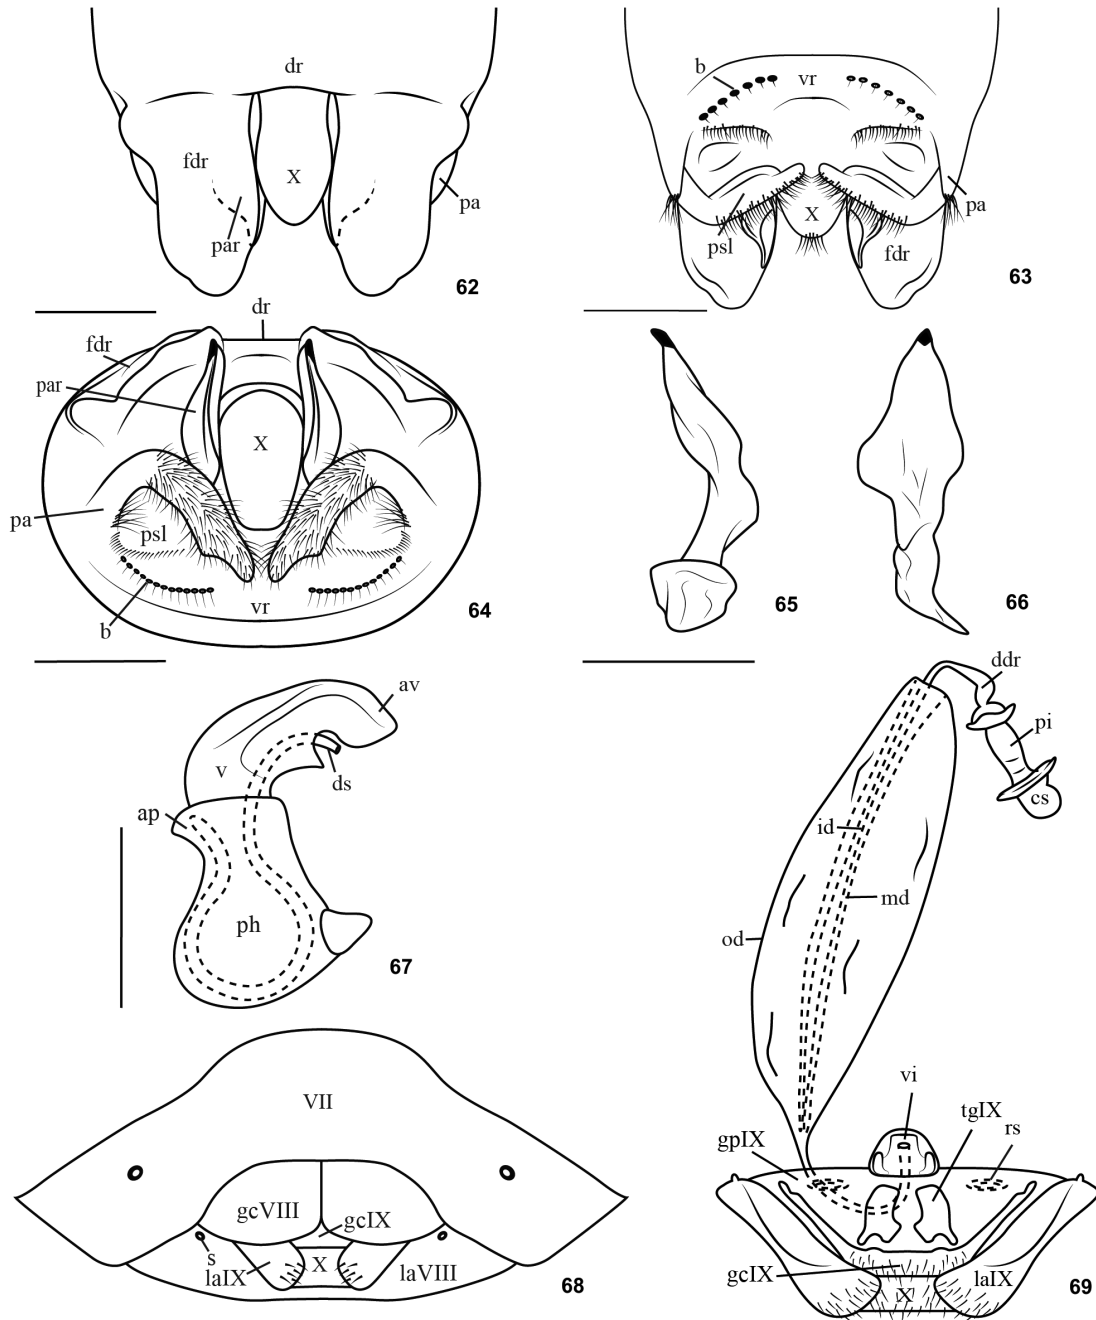 dr
fdr
X
par
pa
62
b
vr
psl
X
fdr
pa
63
dr
fdr
par
X
pa
psl
b
vr
64
65
66
av
v
ds
ap
ph
67
ddr
pi
cs
id
md
od
vi
tgIX
rs
gpIX
gcIX
X
laIX
69
VII
gcVIII
gcIX
s
laIX
X
laVIII
68